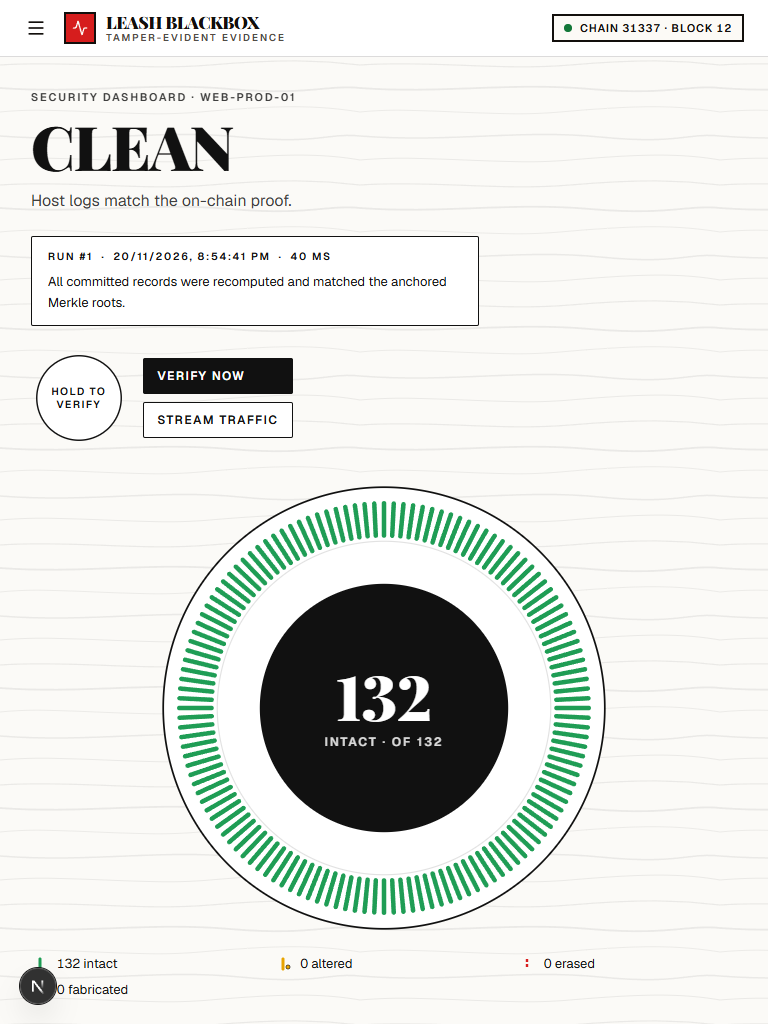 LEASH BLACKBOX
TAMPER-EVIDENT EVIDENCE
CHAIN 31337 · BLOCK 12
SECURITY DASHBOARD · WEB-PROD-01
CLEAN
Host logs match the on-chain proof.
RUN #1 · 20/11/2026, 8:54:41 PM · 40 MS
All committed records were recomputed and matched the anchored
Merkle roots.
HOLD TO
VERIFY
VERIFY NOW
STREAM TRAFFIC
132
INTACT · OF 132
132 intact
0 altered
0 erased
N
0 fabricated